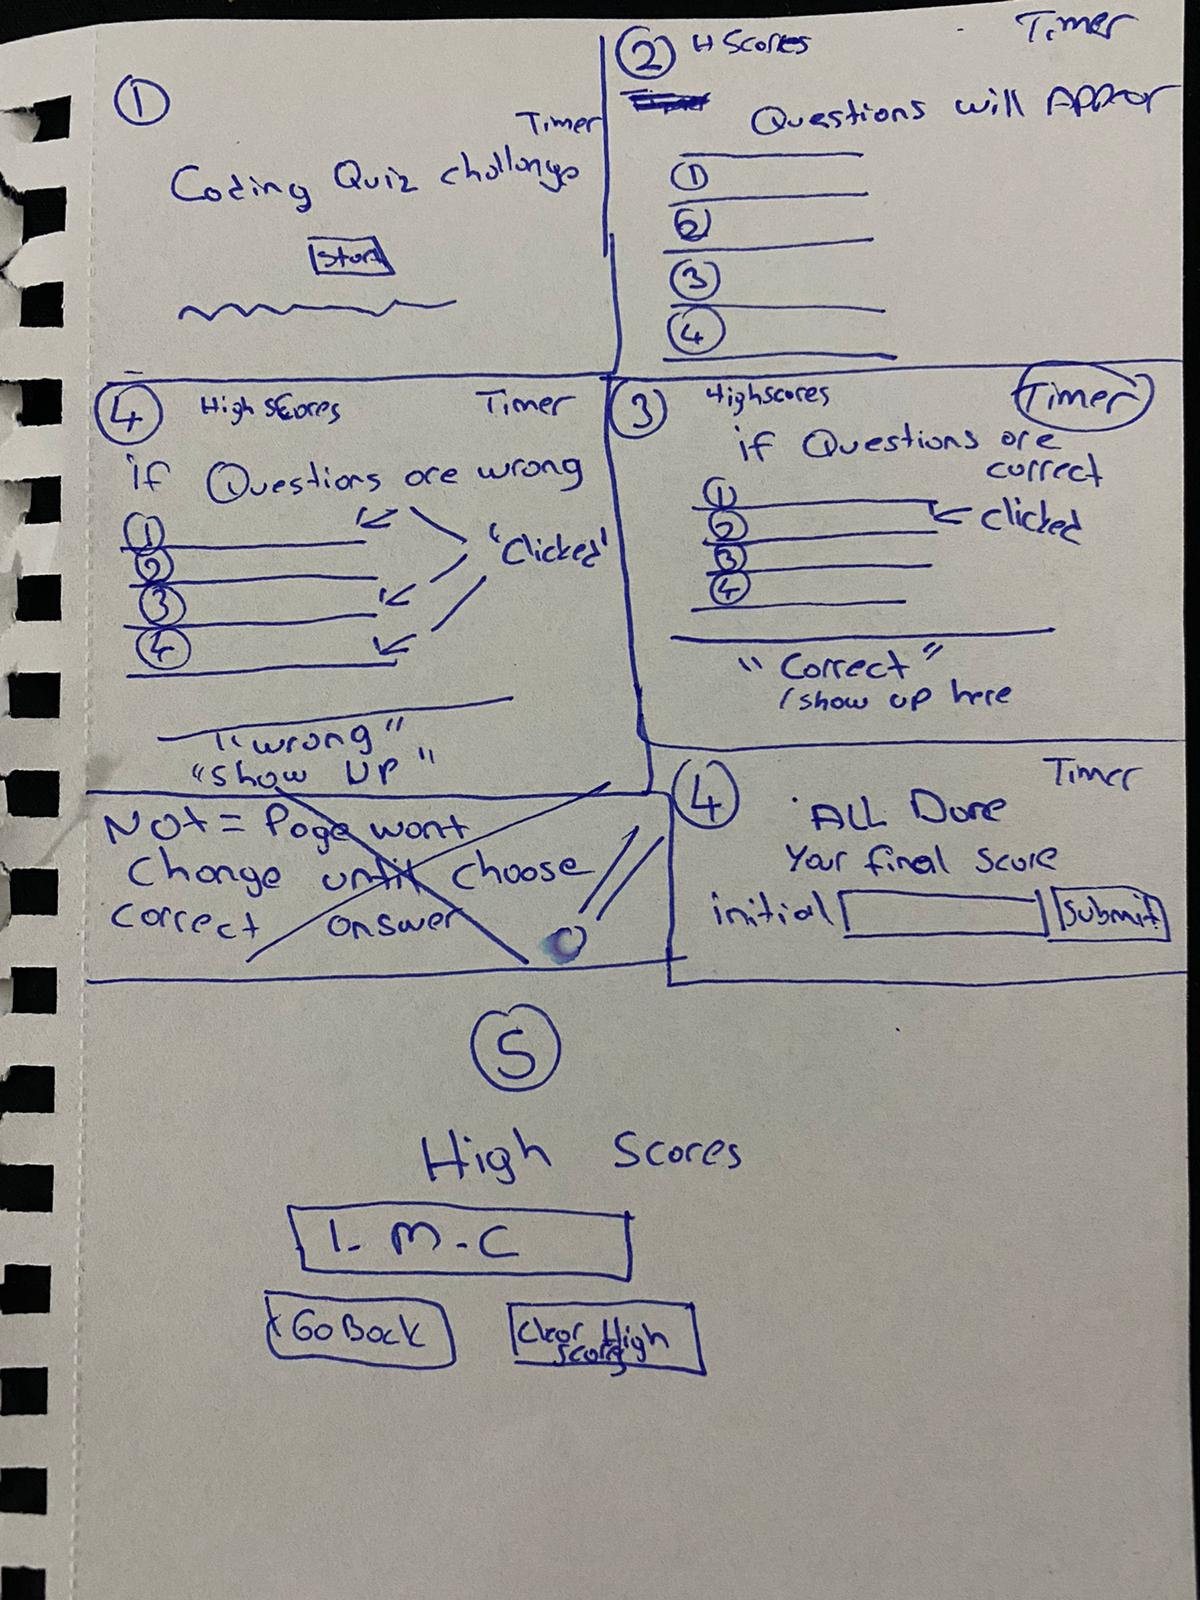 1
Timer
Coding Quiz challenge
Start
2 H Scores Timer
Questions will Appear
1
2
3
4
4 High Scores Timer
if Questions are wrong
1
2
3
4
"Clicked"
"wrong"
"show UP"
3 Highscores Timer
if Questions are
correct
1
2
3
4
clicked
"Correct"
/show up here
Not = Page wont
Change until choose
correct answer
4 Timer
ALL Done
Your final score
initial Submit
5
High Scores
1- M - C
Go Back
Clear High
Scores